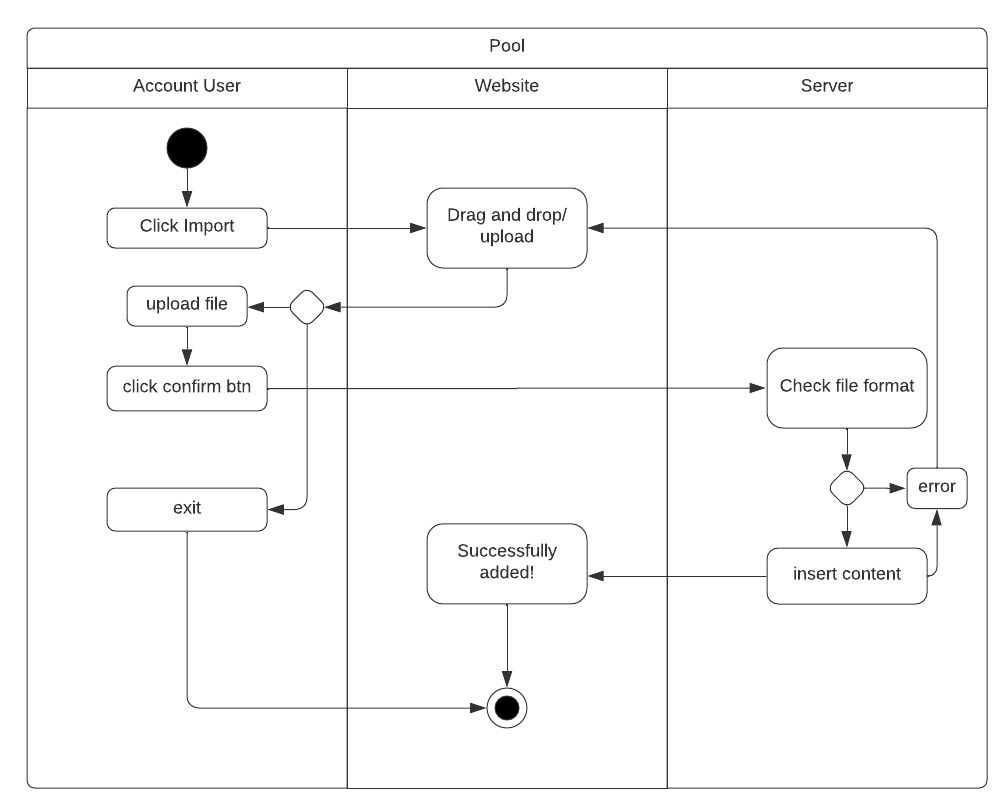 Pool
Account User
Website
Server
Click Import
Drag and drop/
upload
upload file
click confirm btn
Check file format
exit
error
Successfully
added!
insert content